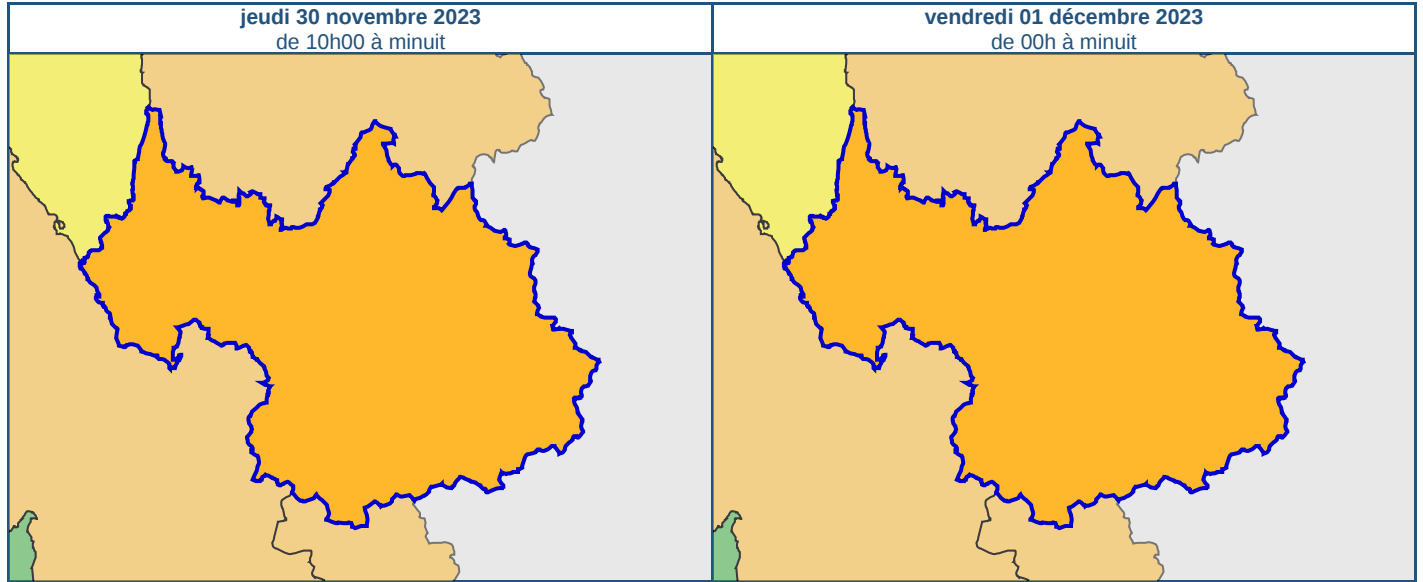 jeudi 30 novembre 2023
de 10h00 à minuit
vendredi 01 décembre 2023
de 00h à minuit